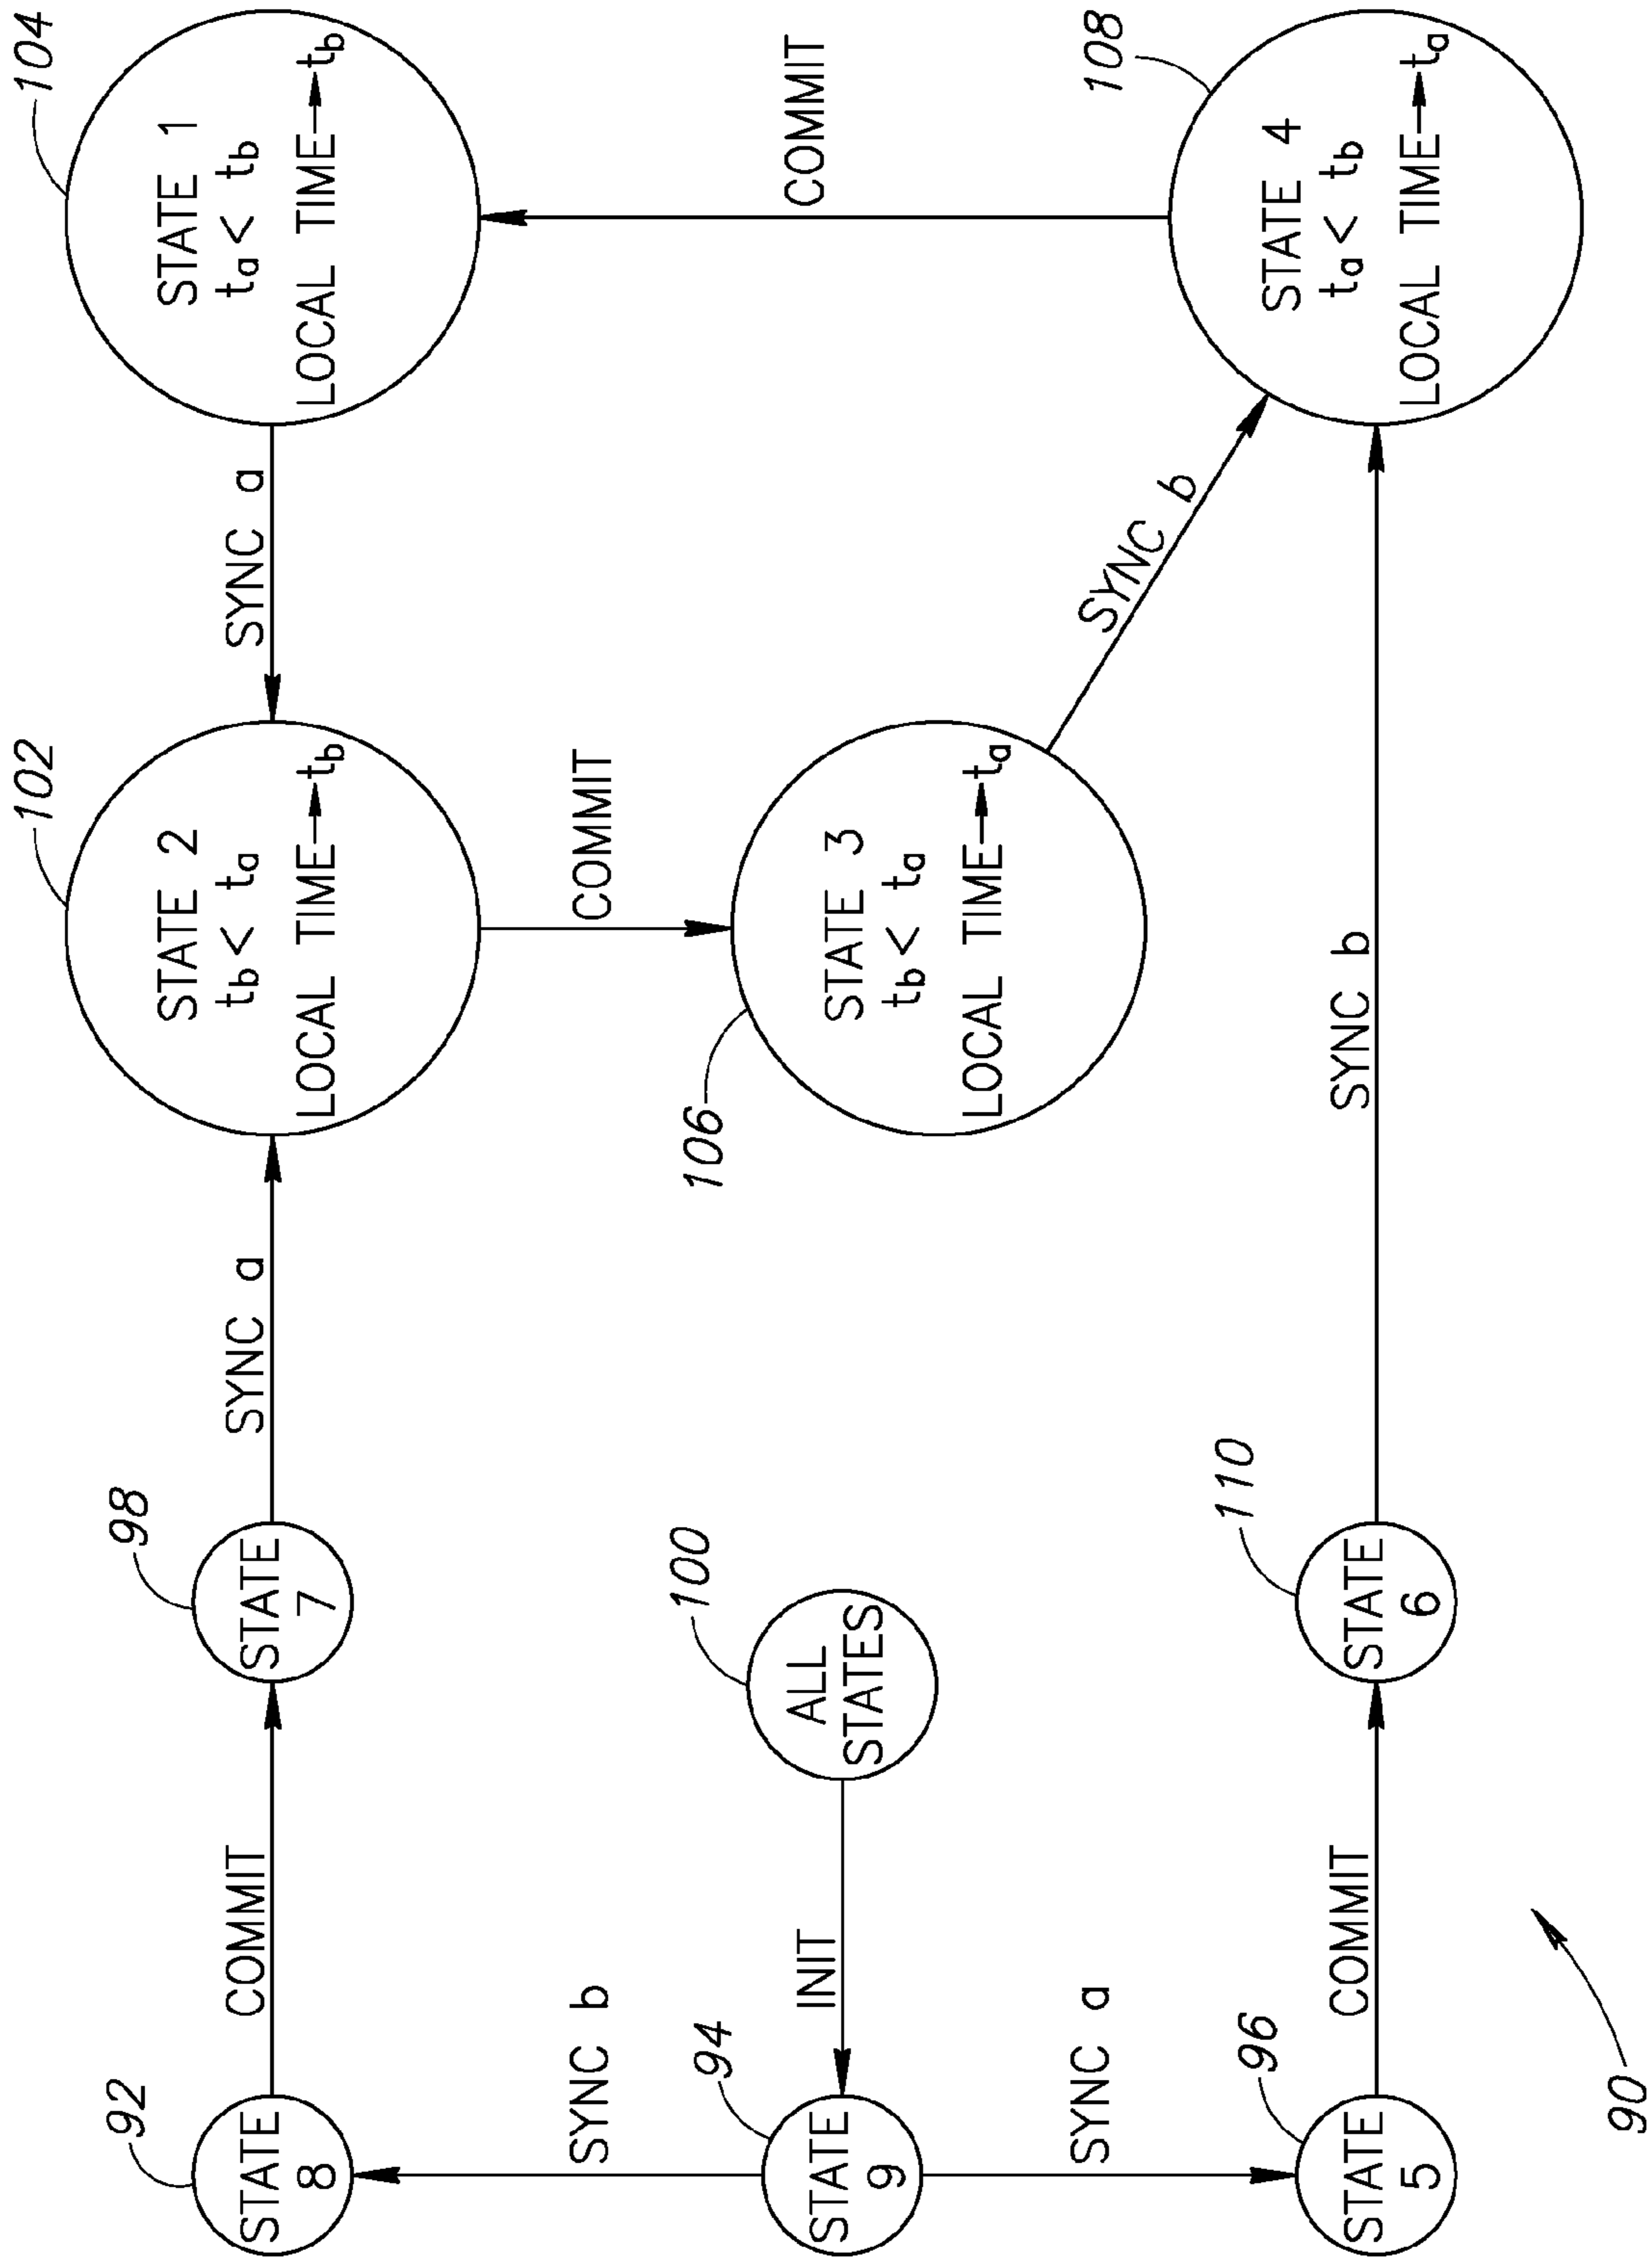 92
STATE
8
COMMIT
98
STATE
7
SYNC a
102
STATE 2
tb < ta
LOCAL TIME→tb
SYNC a
104
STATE 1
ta < tb
LOCAL TIME→tb
SYNC b
COMMIT
COMMIT
94
STATE
9
INIT
100
ALL
STATES
106
STATE 3
tb < ta
LOCAL TIME→ta
SYNC b
SYNC a
96
STATE
5
COMMIT
110
STATE
6
SYNC b
108
STATE 4
ta < tb
LOCAL TIME→ta
90